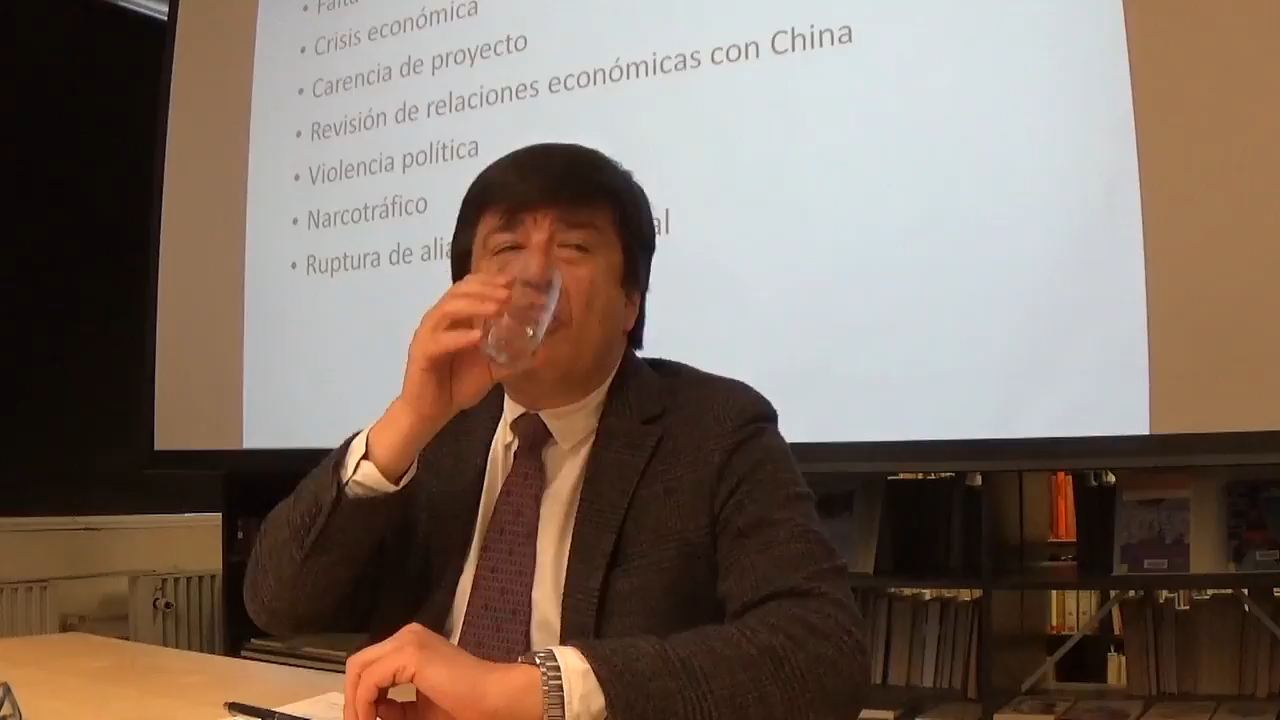 • Crisis económica
• Carencia de proyecto
• Revisión de relaciones económicas con China
• Violencia política
• Narcotráfico
• Ruptura de